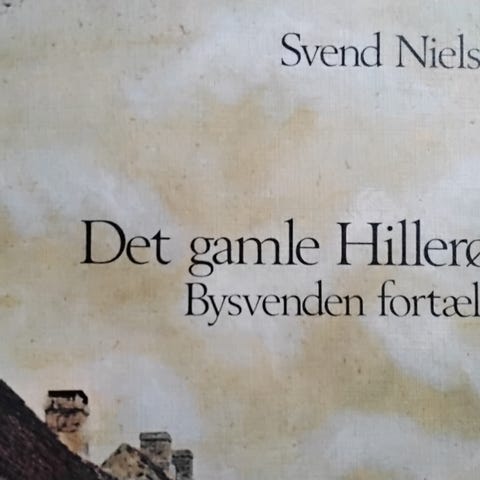 Svend Niels
Det gamle Hillerø
Bysvenden fortæl